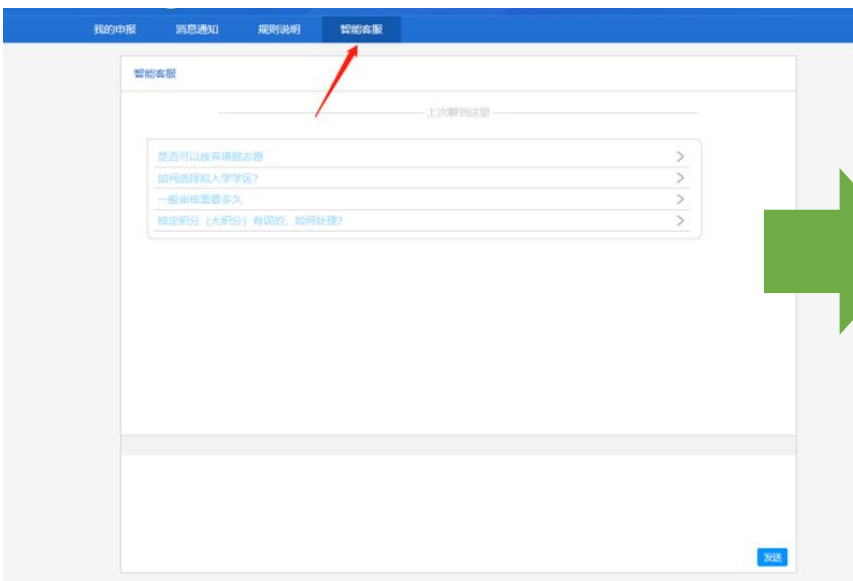 我的申报 消息通知 规则说明 智能客服
智能客服
上次聊到这里
是否可以放弃填报志愿
如何选择拟入学学区?
一般审核需要多久
核定积分（大积分）有误的，如何处理?
发送